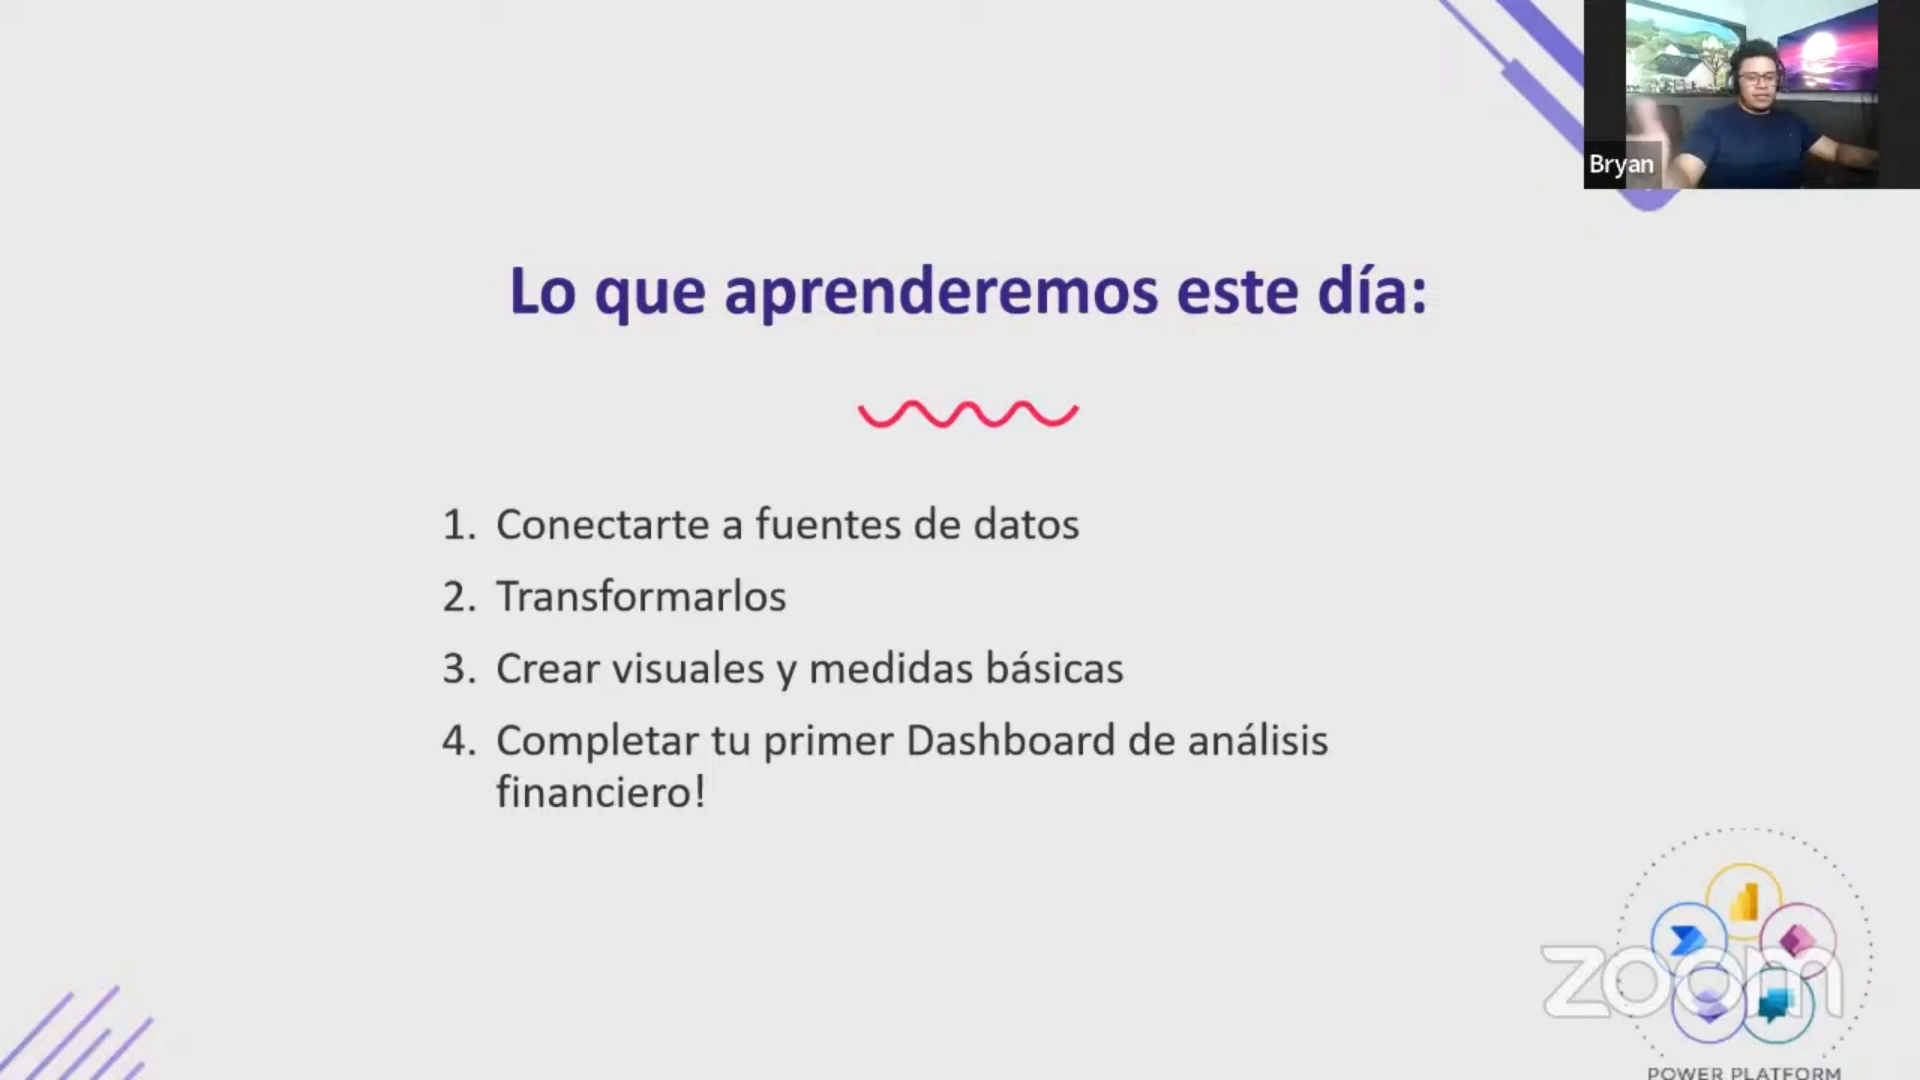 Bryan
Lo que aprenderemos este día:
1. Conectarte a fuentes de datos
2. Transformarlos
3. Crear visuales y medidas básicas
4. Completar tu primer Dashboard de análisis
financiero!
zoom
POWER PLATFORM